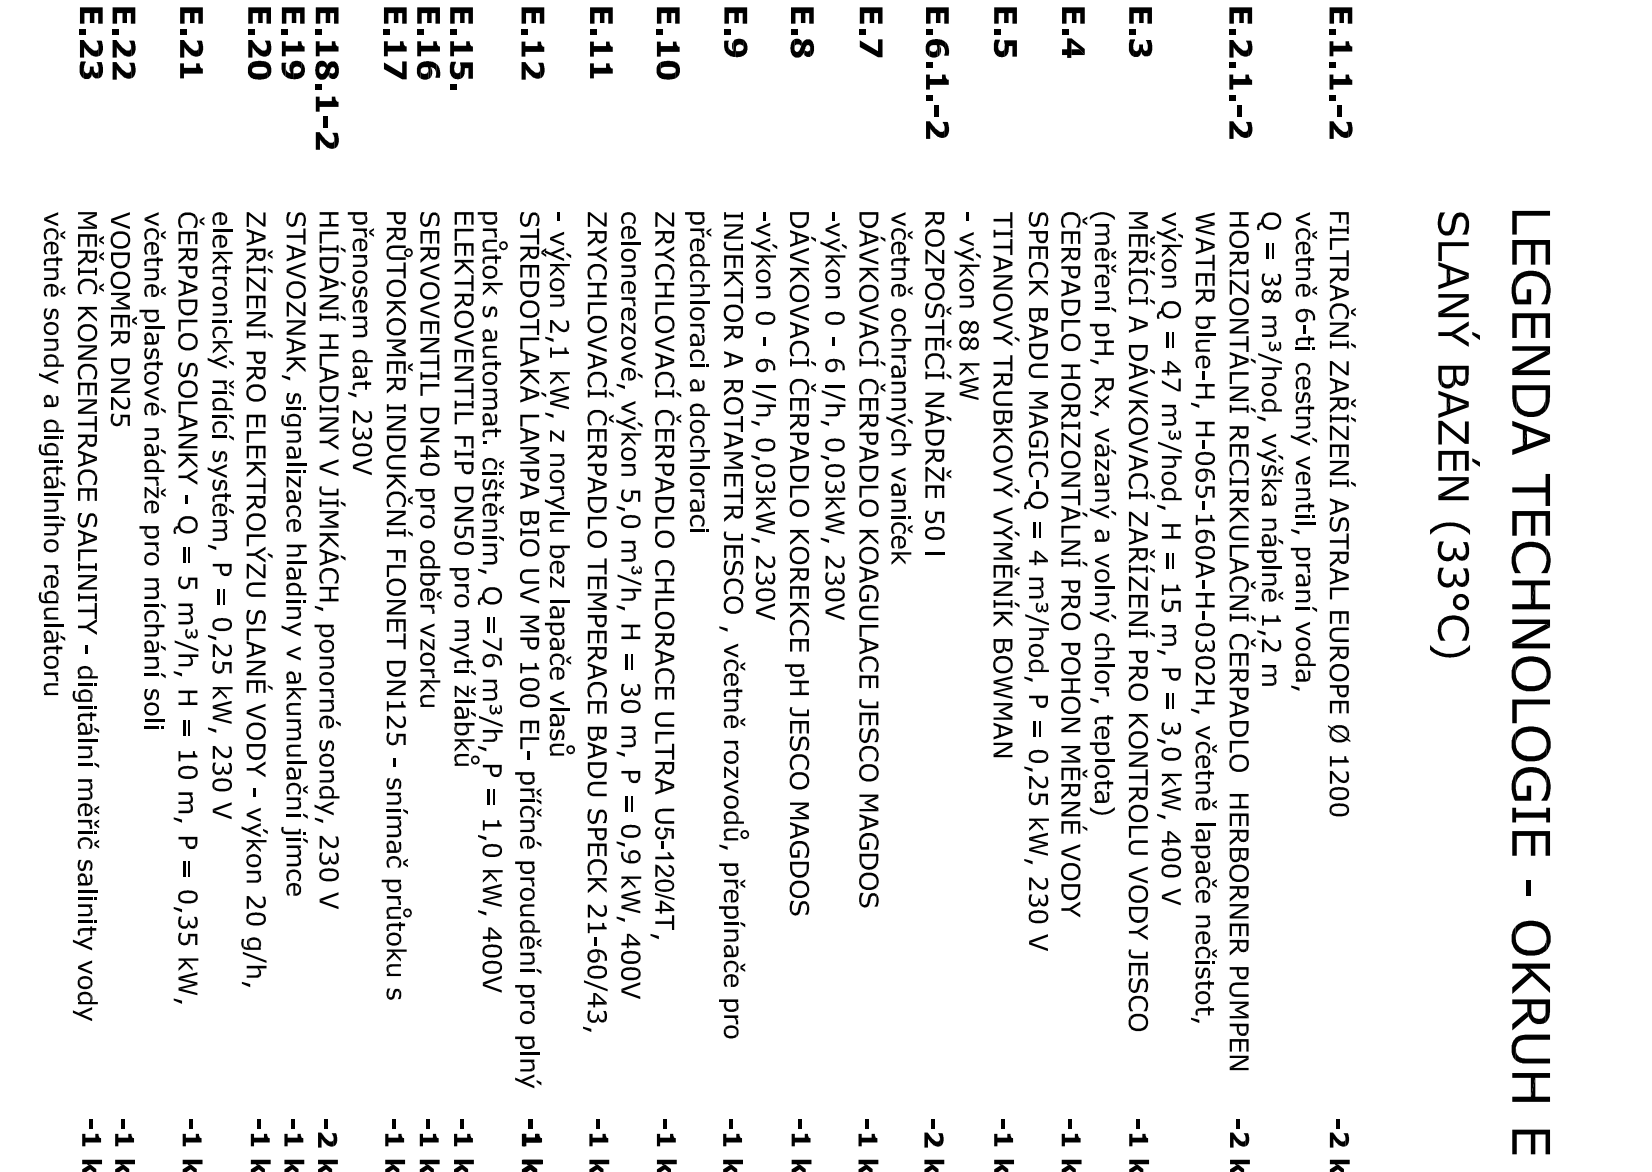 LEGENDA TECHNOLOGIE - OKRUH E
SLANÝ BAZÉN (33°C)
E.1.1.-2 FILTRAČNÍ ZAŘÍZENÍ ASTRAL EUROPE Ø 1200 -2 k
včetně 6-ti cestný ventil, praní voda,
Q = 38 m³/hod, výška náplně 1,2 m
E.2.1.-2 HORIZONTÁLNÍ RECIRKULAČNÍ ČERPADLO HERBORNER PUMPEN -2 k
WATER blue-H, H-065-160A-H-0302H, včetně lapače nečistot,
výkon Q = 47 m³/hod, H = 15 m, P = 3,0 kW, 400 V
E.3 MĚŘÍCÍ A DÁVKOVACÍ ZAŘÍZENÍ PRO KONTROLU VODY JESCO -1 k
(měření pH, Rx, vázaný a volný chlor, teplota)
E.4 ČERPADLO HORIZONTÁLNÍ PRO POHON MĚRNÉ VODY -1 k
SPECK BADU MAGIC-Q = 4 m³/hod, P = 0,25 kW, 230 V
E.5 TITANOVÝ TRUBKOVÝ VÝMĚNÍK BOWMAN -1 k
- výkon 88 kW
E.6.1.-2 ROZPOŠTĚCÍ NÁDRŽE 50 l -2 k
včetně ochranných vaniček
E.7 DÁVKOVACÍ ČERPADLO KOAGULACE JESCO MAGDOS -1 k
-výkon 0 - 6 l/h, 0,03kW, 230V
E.8 DÁVKOVACÍ ČERPADLO KOREKCE pH JESCO MAGDOS -1 k
-výkon 0 - 6 l/h, 0,03kW, 230V
E.9 INJEKTOR A ROTAMETR JESCO , včetně rozvodů, přepínače pro -1 k
předchloraci a dochloraci
E.10 ZRYCHLOVACÍ ČERPADLO CHLORACE ULTRA U5-120/4T, -1 k
celonerezové, výkon 5,0 m³/h, H = 30 m, P = 0,9 kW, 400V
E.11 ZRYCHLOVACÍ ČERPADLO TEMPERACE BADU SPECK 21-60/43, -1 k
- výkon 2,1 kW, z norylu bez lapače vlasů
E.12 STŘEDOTLAKÁ LAMPA BIO UV MP 100 EL- příčné proudění pro plný -1 k
průtok s automat. čištěním, Q =76 m³/h, P = 1,0 kW, 400V
E.15. ELEKTROVENTIL FIP DN50 pro mytí žlábků -1 k
E.16 SERVOVENTIL DN40 pro odběr vzorku -1 k
E.17 PRŮTOKOMĚR INDUKČNÍ FLONET DN125 - snímač průtoku s -1 k
přenosem dat, 230V
E.18.1-2 HLÍDÁNÍ HLADINY V JÍMKÁCH, ponorné sondy, 230 V -2 k
E.19 STAVOZNAK, signalizace hladiny v akumulační jímce -1 k
E.20 ZAŘÍZENÍ PRO ELEKTROLÝZU SLANÉ VODY - výkon 20 g/h, -1 k
elektronický řídící systém, P = 0,25 kW, 230 V
E.21 ČERPADLO SOLANKY - Q = 5 m³/h, H = 10 m, P = 0,35 kW, -1 k
včetně plastové nádrže pro míchání soli
E.22 VODOMĚR DN25 -1 k
E.23 MĚŘIČ KONCENTRACE SALINITY - digitální měřič salinity vody -1 k
včetně sondy a digitálního regulátoru